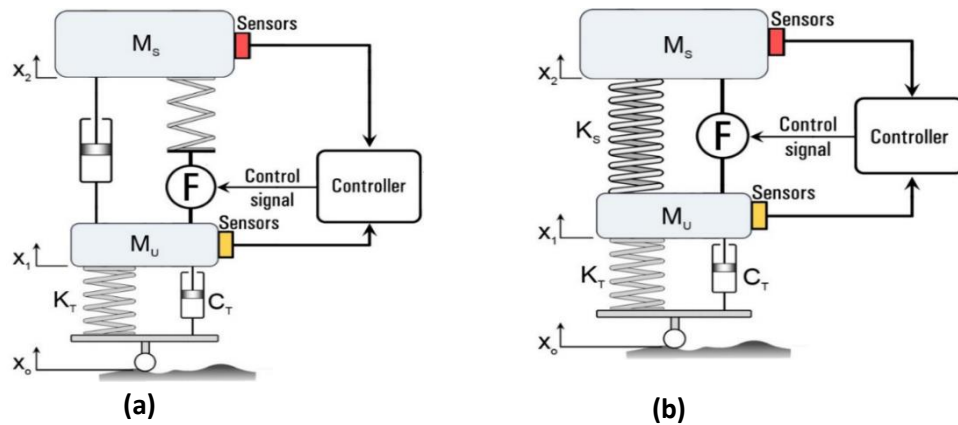 Sensors
M_S
X_2
F
Control
signal
Controller
Sensors
M_U
X_1
K_T
C_T
X_o
(a)
Sensors
M_S
X_2
K_S
F
Control
signal
Controller
Sensors
M_U
X_1
K_T
C_T
X_o
(b)